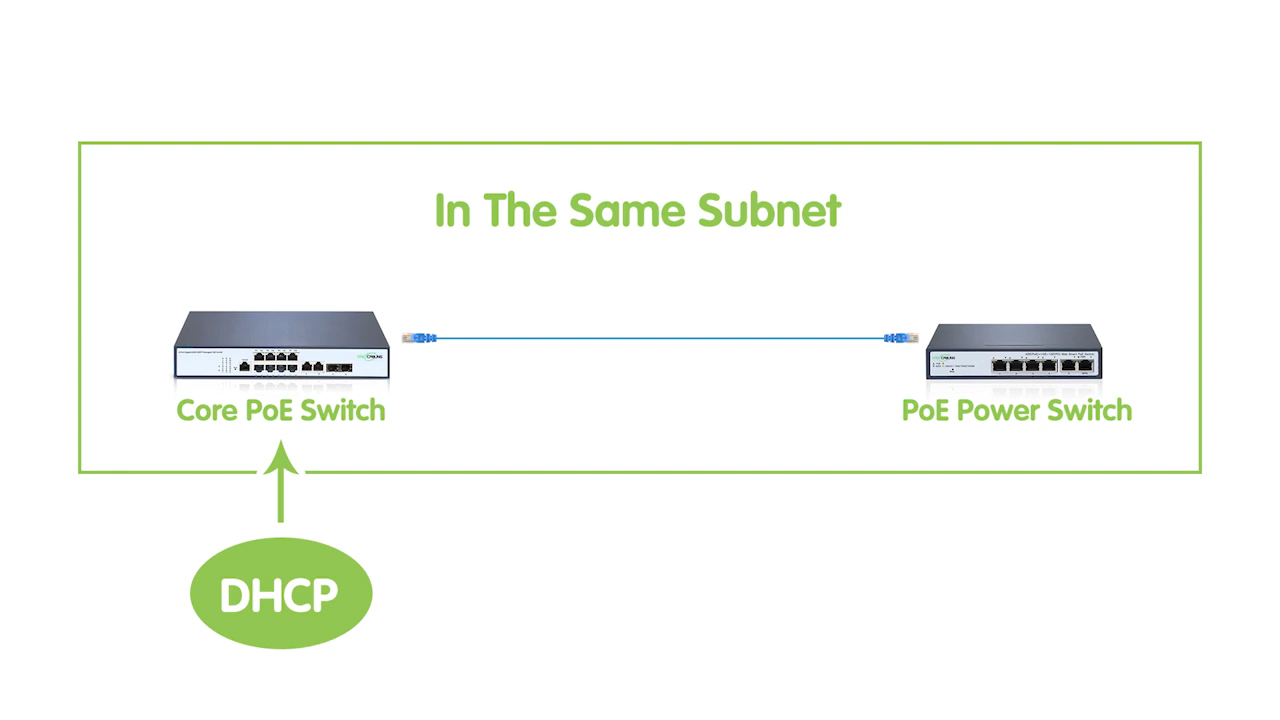 In The Same Subnet
Core PoE Switch
PoE Power Switch
DHCP